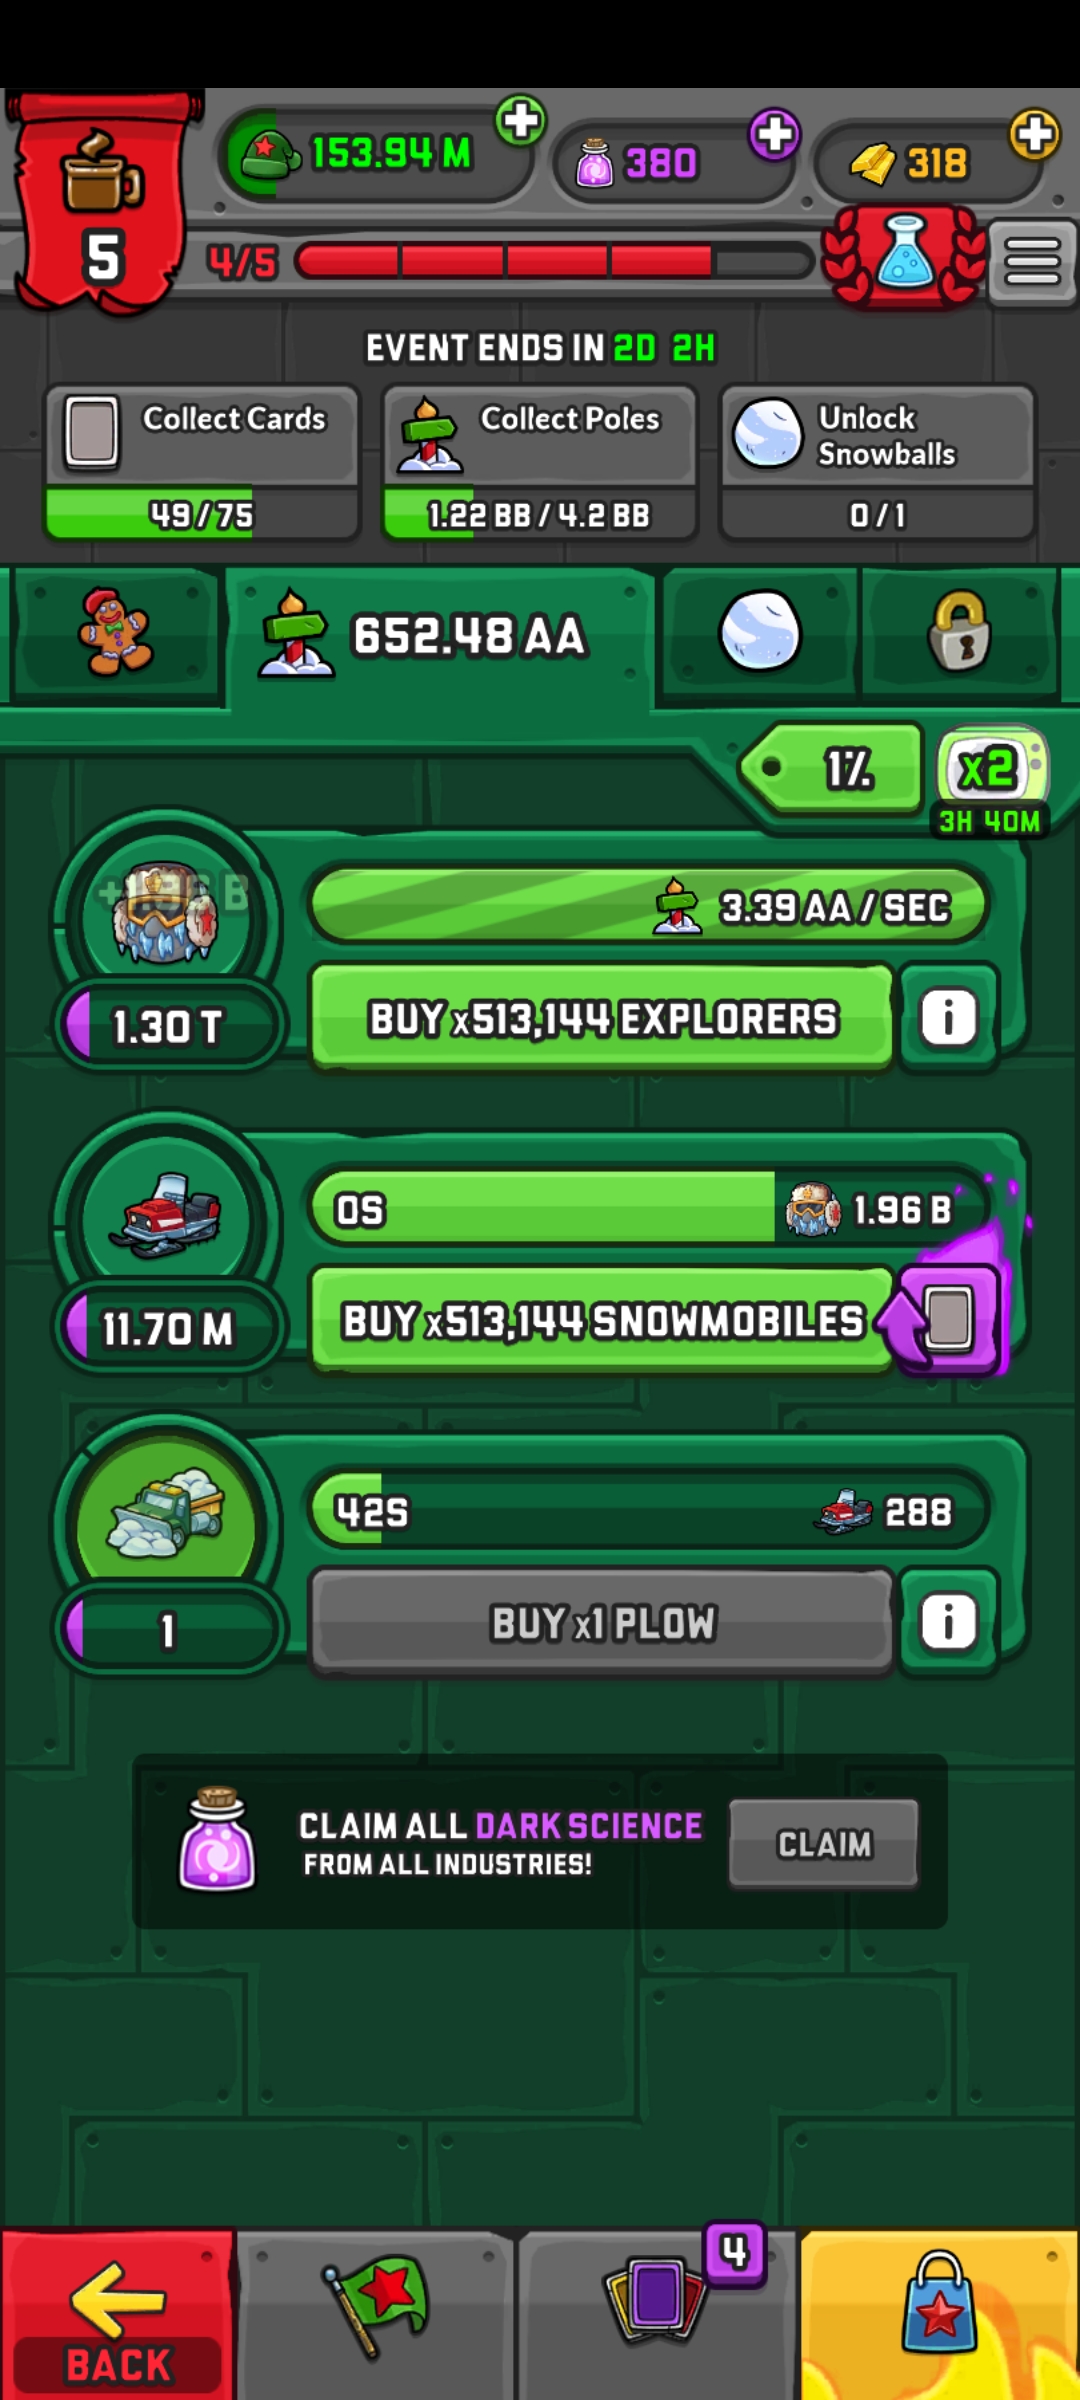 153.94 M
380
318
5
4/5
EVENT ENDS IN 2D 2H
Collect Cards
49/75
Collect Poles
1.22 BB / 4.2 BB
Unlock
Snowballs
0/1
652.48 AA
1%
x2
3H 40M
3.39 AA / SEC
1.30 T
BUY x513,144 EXPLORERS
i
0S
1.96 B
11.70 M
BUY x513,144 SNOWMOBILES
42S
288
1
BUY x1 PLOW
i
CLAIM ALL DARK SCIENCE
FROM ALL INDUSTRIES!
CLAIM
4
BACK